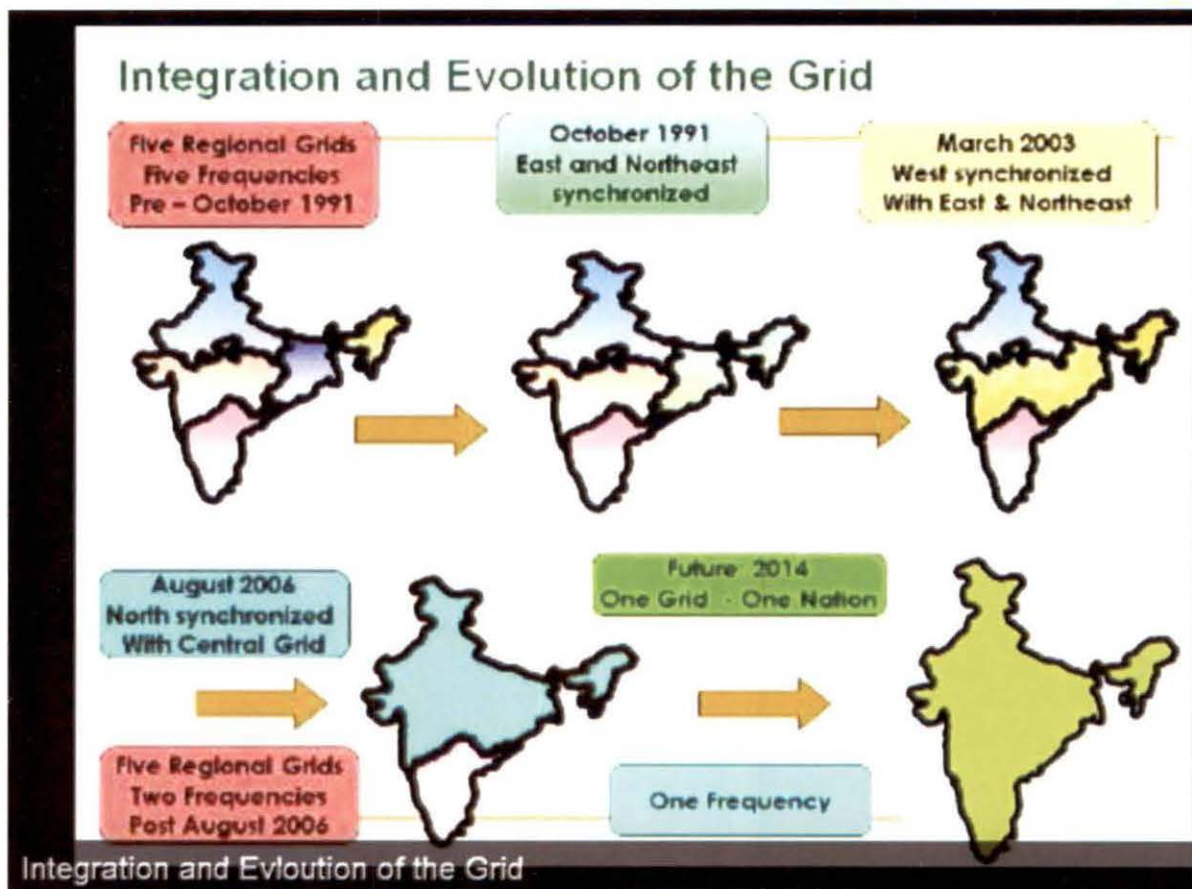 Integration and Evolution of the Grid
Five Regional Grids
Five Frequencies
Pre – October 1991
October 1991
East and Northeast
synchronized
March 2003
West synchronized
With East & Northeast
August 2006
North synchronized
With Central Grid
Future 2014
One Grid - One Nation
Five Regional Grids
Two Frequencies
Post August 2006
One Frequency
Integration and Evloution of the Grid